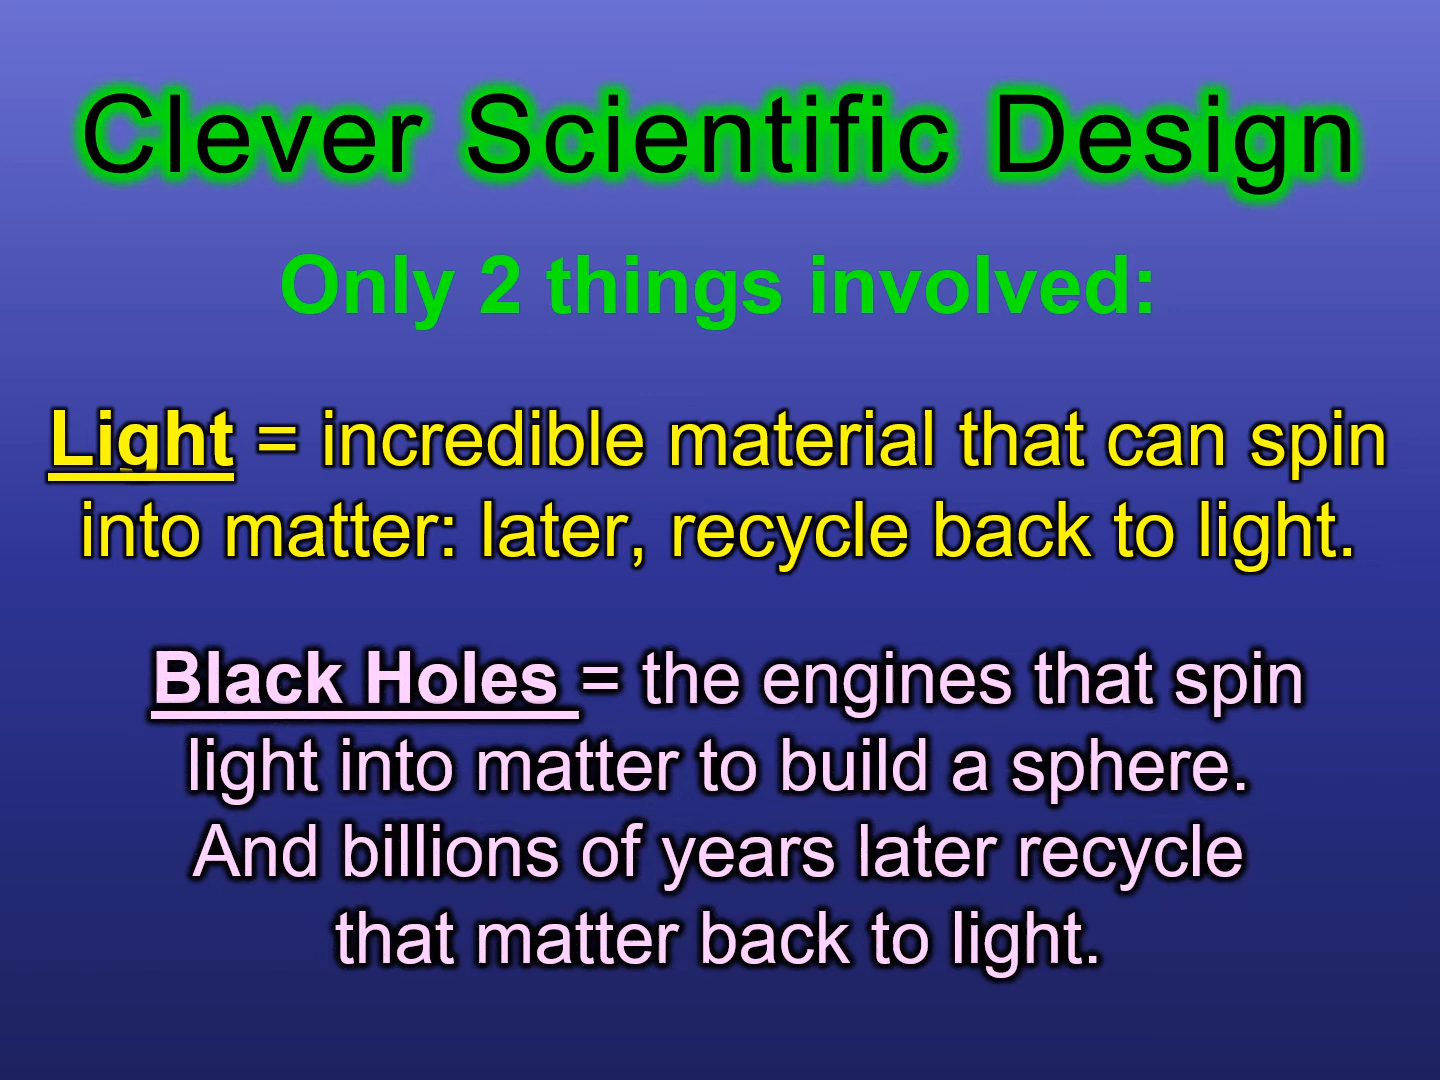 Clever Scientific Design
Only 2 things involved:
Light = incredible material that can spin
into matter: later, recycle back to light.
Black Holes = the engines that spin
light into matter to build a sphere.
And billions of years later recycle
that matter back to light.